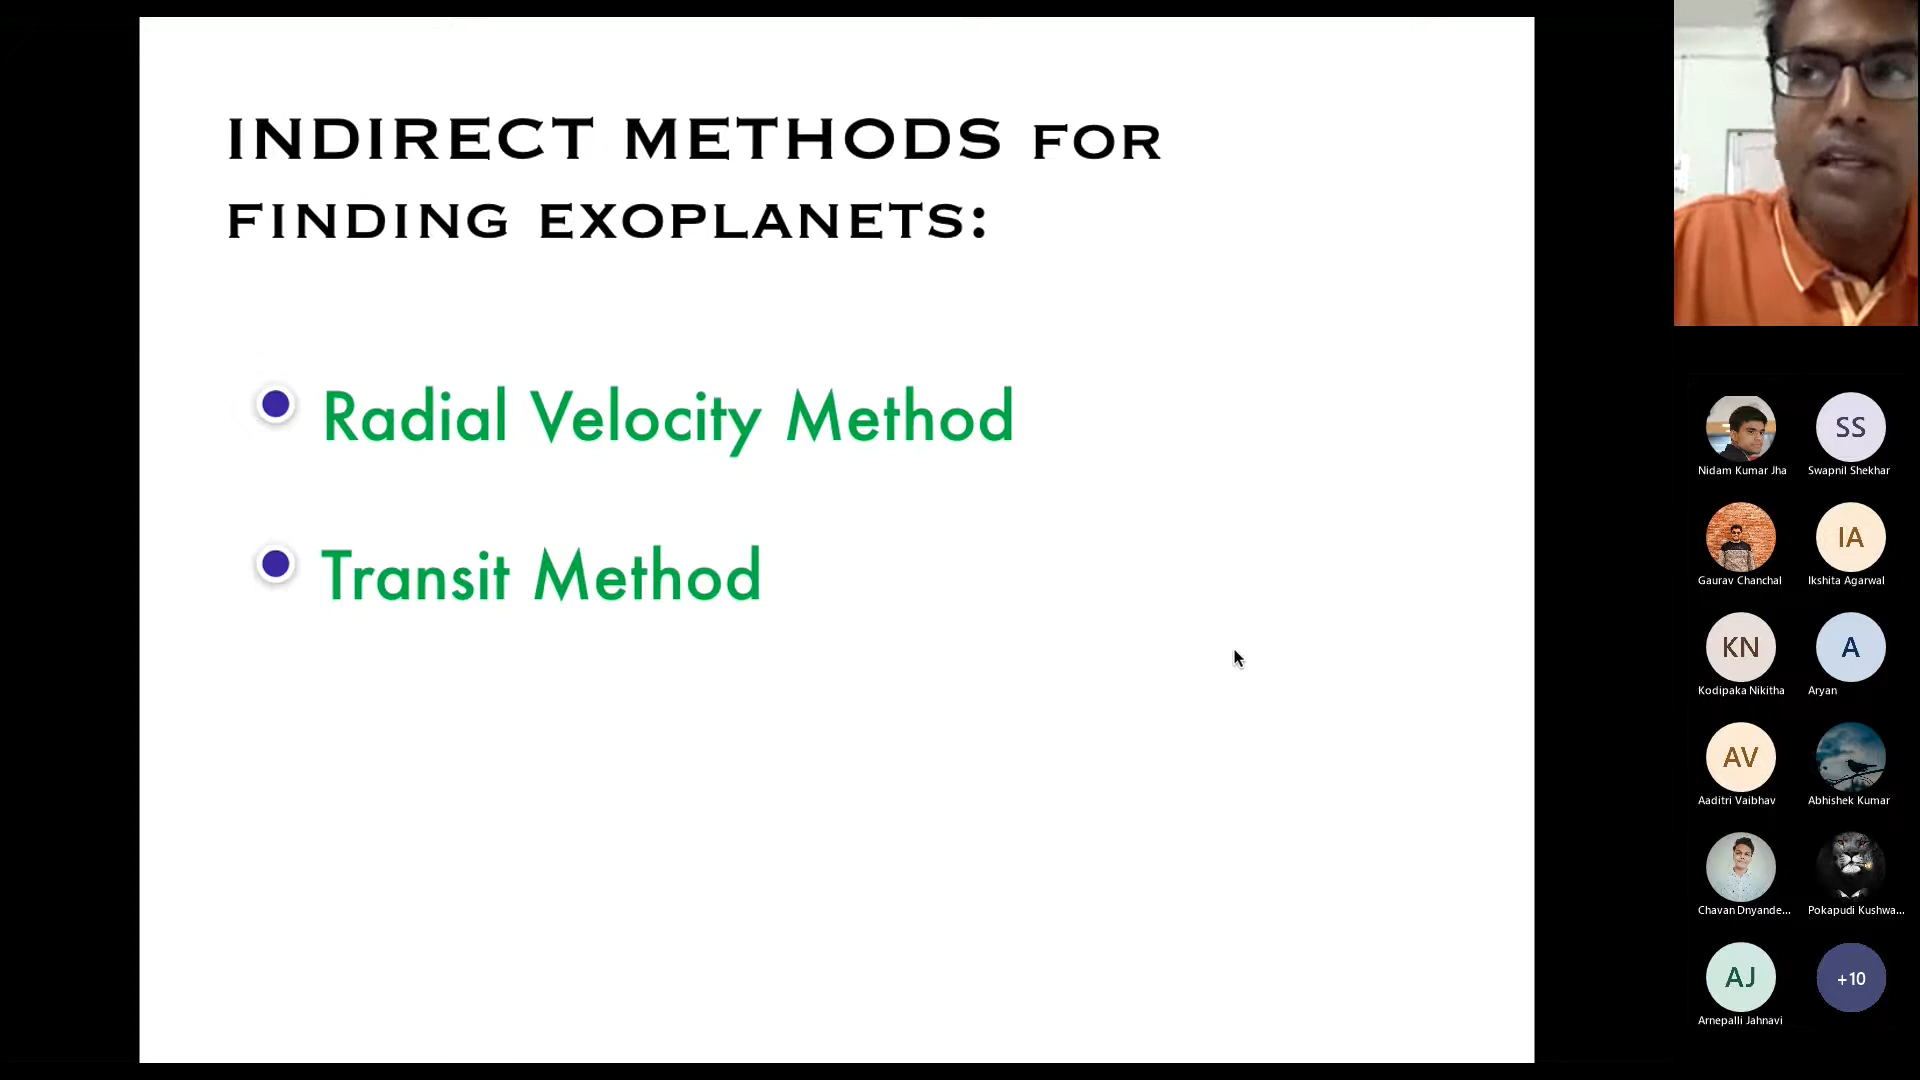 INDIRECT METHODS FOR
FINDING EXOPLANETS:
Radial Velocity Method
Transit Method
SS
Nidam Kumar Jha
Swapnil Shekhar
IA
Gaurav Chanchal
Ikshita Agarwal
KN
A
Kodipaka Nikitha
Aryan
AV
Aaditri Vaibhav
Abhishek Kumar
Chavan Dnyande...
Pokapudi Kushwa...
AJ
+10
Arnepalli Jahnavi